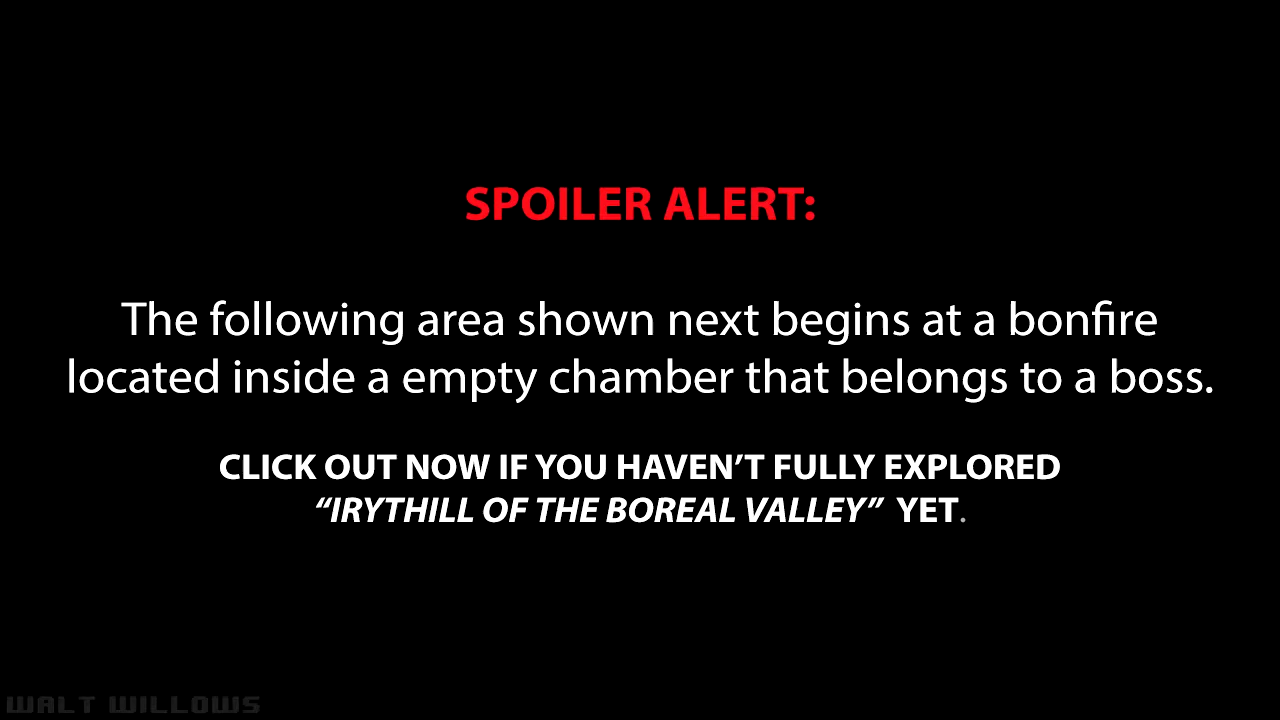 SPOILER ALERT:
The following area shown next begins at a bonfire
located inside a empty chamber that belongs to a boss.
CLICK OUT NOW IF YOU HAVEN’T FULLY EXPLORED
“IRYTHILL OF THE BOREAL VALLEY” YET.
WALT WILLOWS